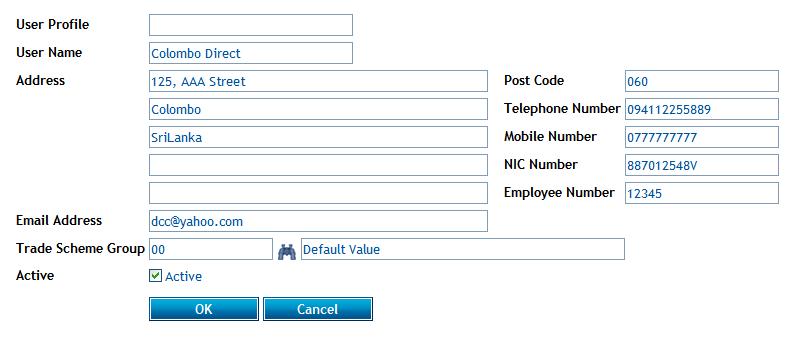 User Profile
User Name Colombo Direct
Address 125, AAA Street Post Code 060
Colombo Telephone Number 094112255889
SriLanka Mobile Number 0777777777
NIC Number 887012548V
Employee Number 12345
Email Address dcc@yahoo.com
Trade Scheme Group 00 Default Value
Active Active
OK Cancel